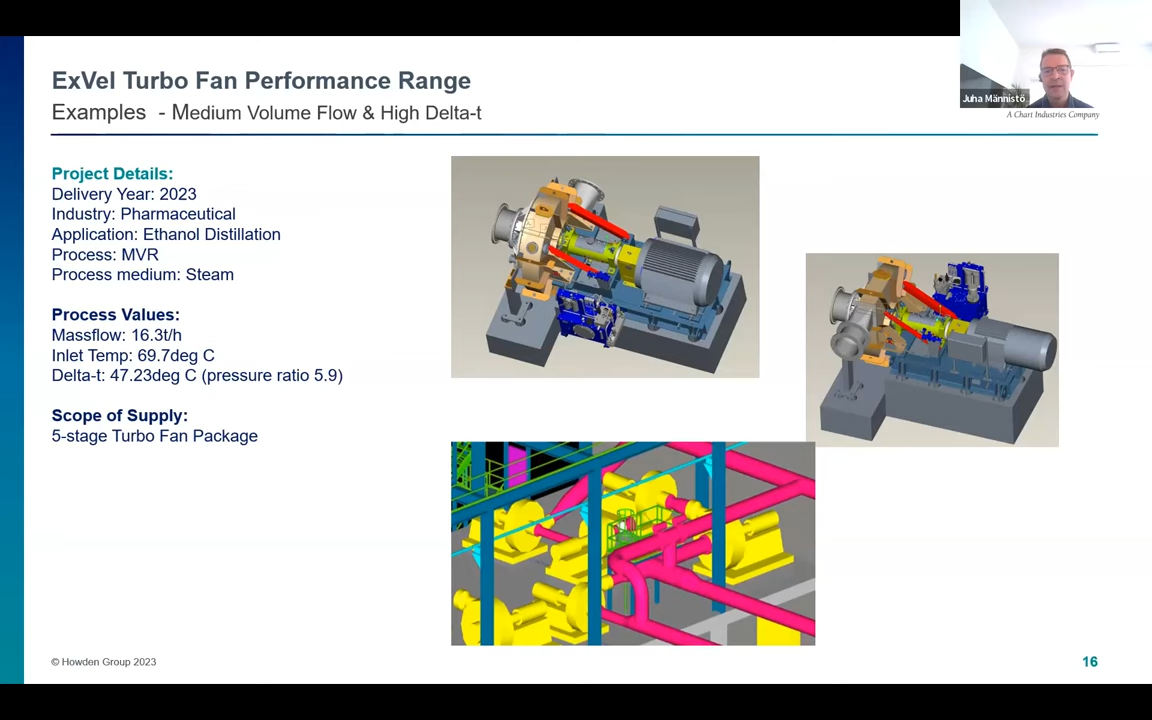 ExVel Turbo Fan Performance Range
Examples - Medium Volume Flow & High Delta-t
Juha Männistö
A Chart Industries Company
Project Details:
Delivery Year: 2023
Industry: Pharmaceutical
Application: Ethanol Distillation
Process: MVR
Process medium: Steam
Process Values:
Massflow: 16.3t/h
Inlet Temp: 69.7deg C
Delta-t: 47.23deg C (pressure ratio 5.9)
Scope of Supply:
5-stage Turbo Fan Package
© Howden Group 2023
16